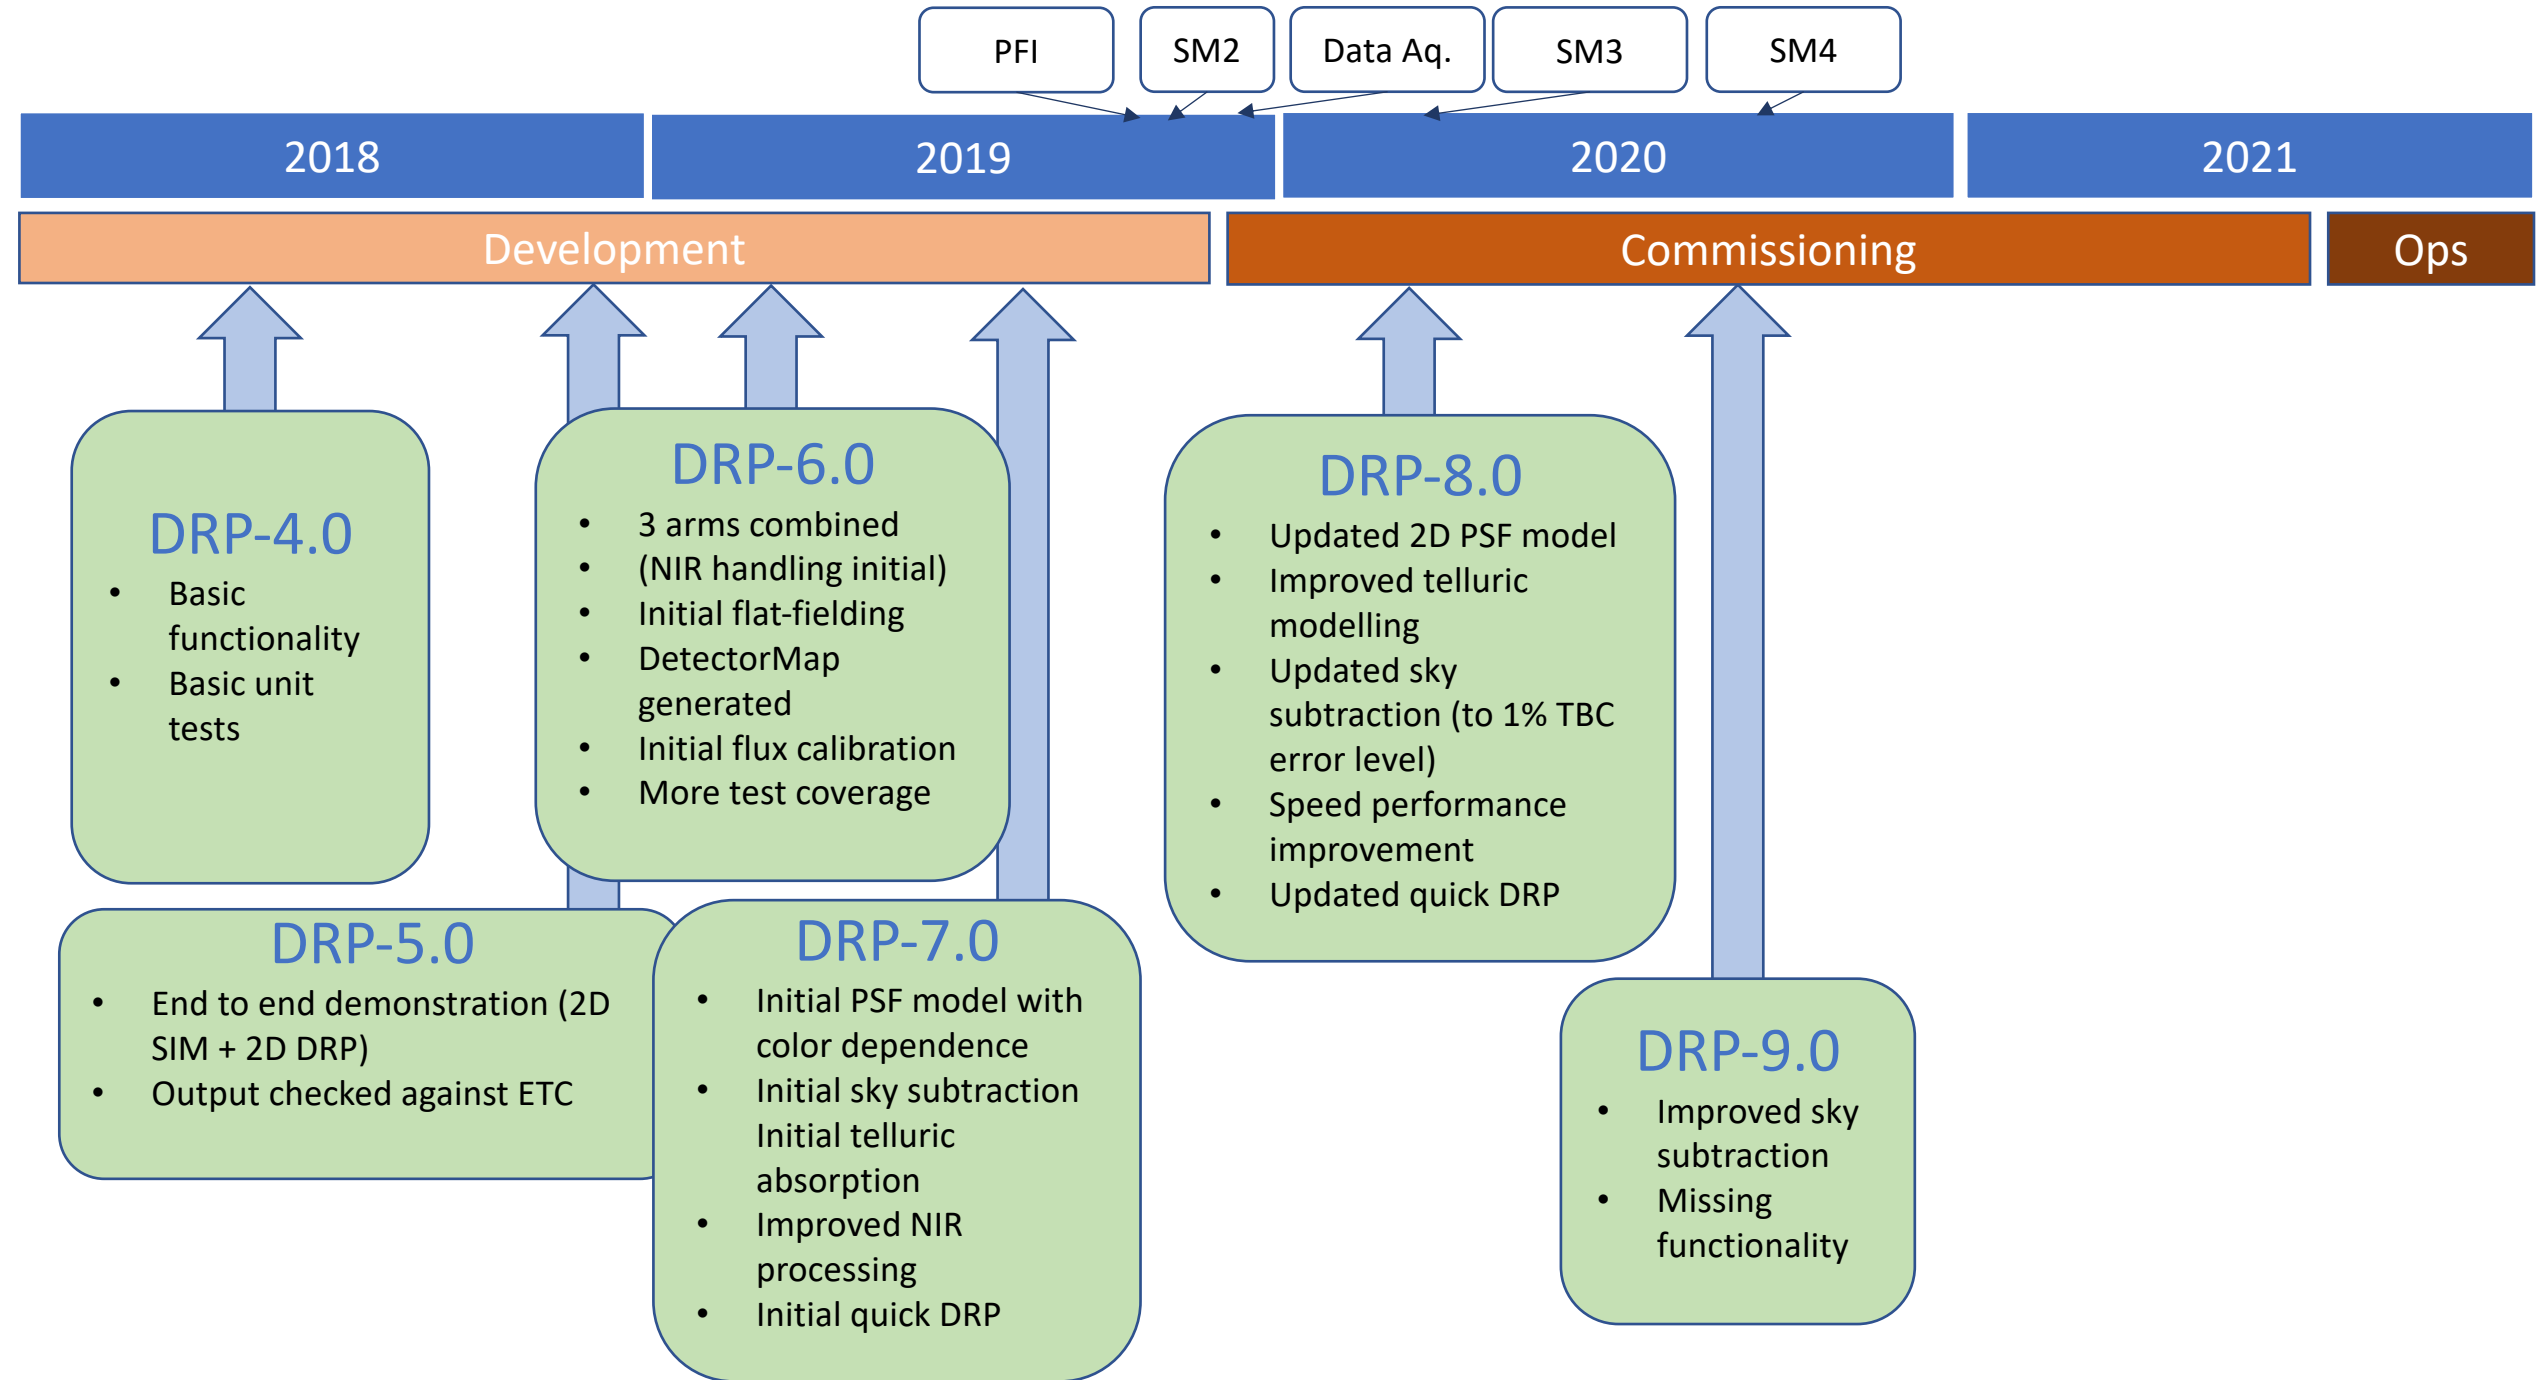 PFI
SM2
Data Aq.
SM3
SM4
2018
2019
2020
2021
Development
Commissioning
Ops
DRP-4.0
• Basic
functionality
• Basic unit
tests
DRP-5.0
• End to end demonstration (2D
SIM + 2D DRP)
• Output checked against ETC
DRP-6.0
• 3 arms combined
• (NIR handling initial)
• Initial flat-fielding
• DetectorMap
generated
• Initial flux calibration
• More test coverage
DRP-7.0
• Initial PSF model with
color dependence
• Initial sky subtraction
Initial telluric
absorption
• Improved NIR
processing
• Initial quick DRP
DRP-8.0
• Updated 2D PSF model
• Improved telluric
modelling
• Updated sky
subtraction (to 1% TBC
error level)
• Speed performance
improvement
• Updated quick DRP
DRP-9.0
• Improved sky
subtraction
• Missing
functionality